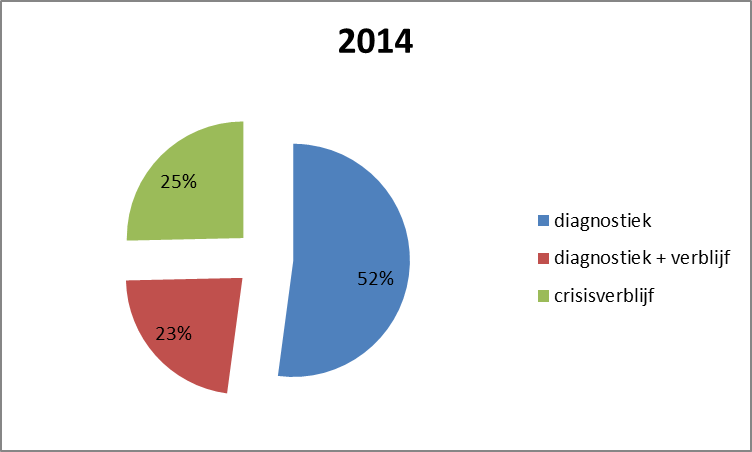 2014
25%
52%
23%
diagnostiek
diagnostiek + verblijf
crisisverblijf